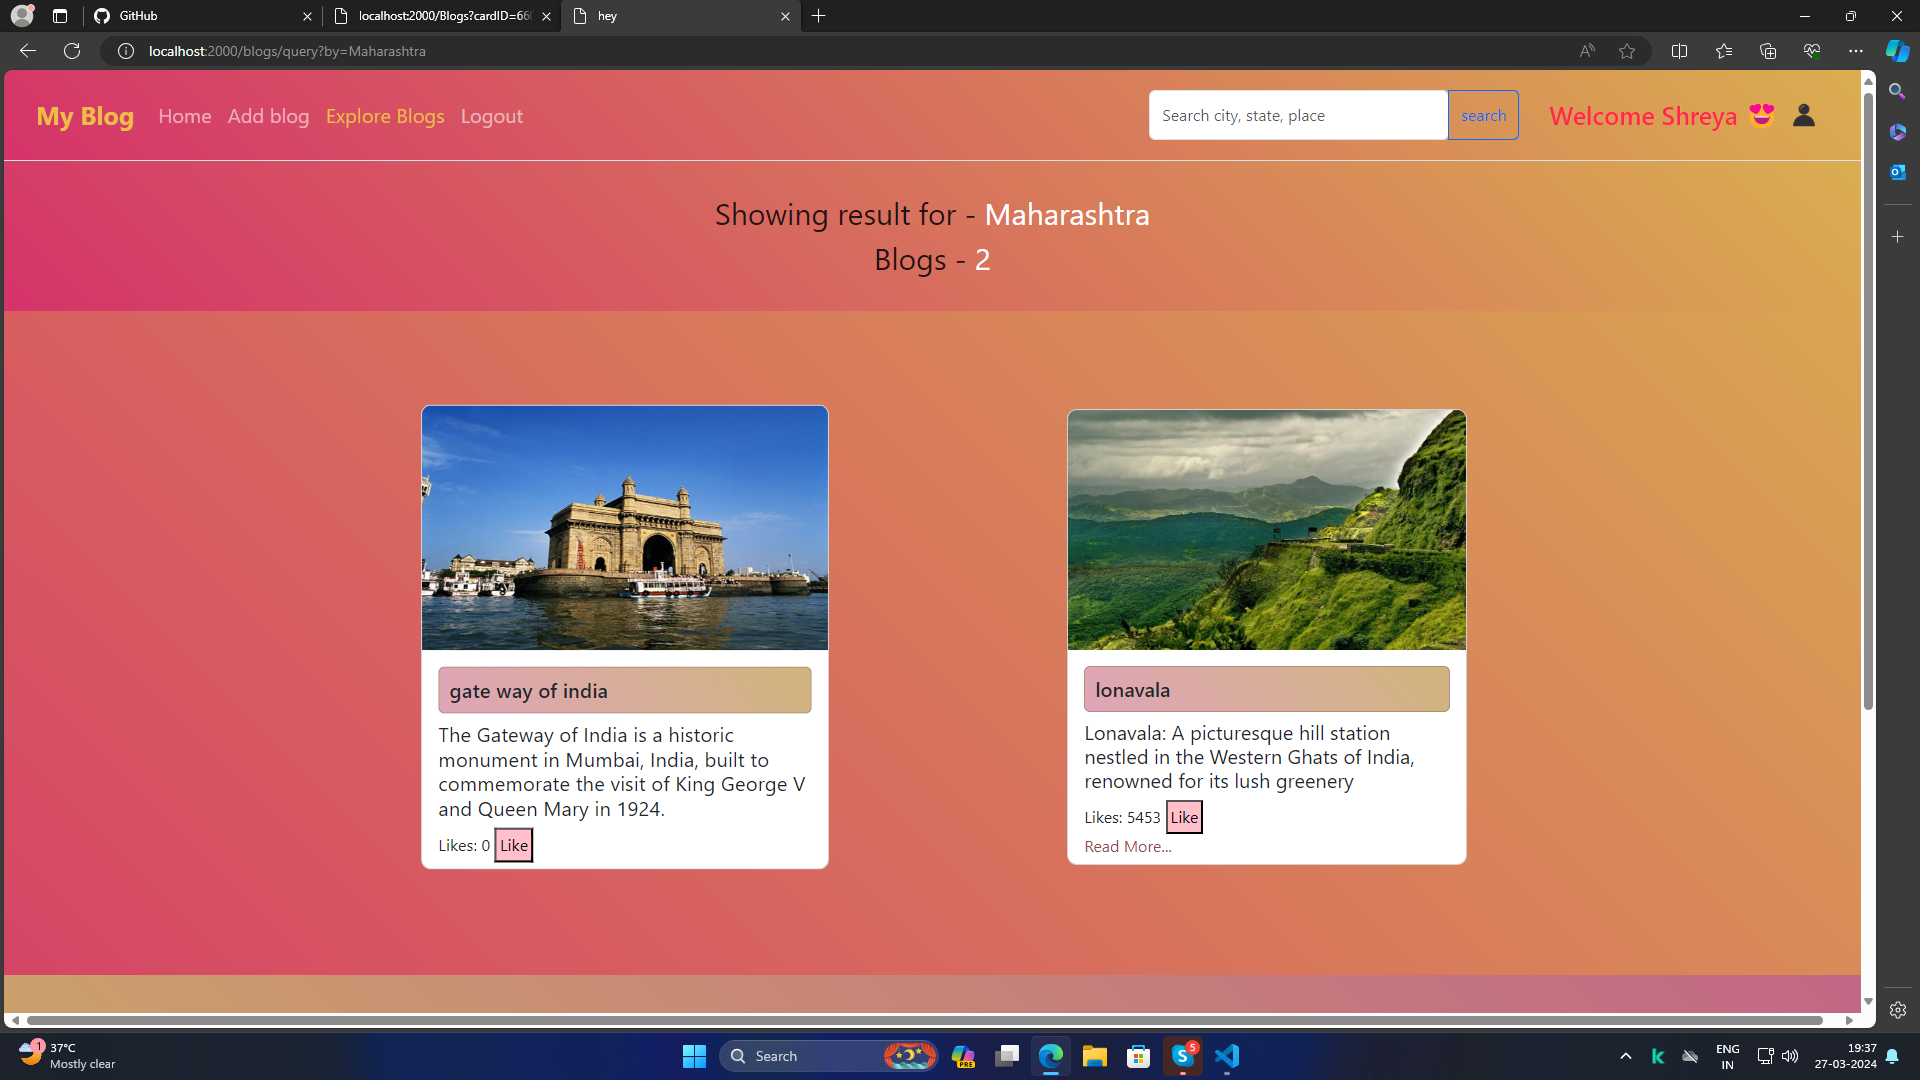 GitHub
localhost:2000/Blogs?cardID=660
hey
localhost:2000/blogs/query?by=Maharashtra
My Blog
Home
Add blog
Explore Blogs
Logout
Search city, state, place
search
Welcome Shreya 😍
Showing result for - Maharashtra
Blogs - 2
gate way of india
The Gateway of India is a historic
monument in Mumbai, India, built to
commemorate the visit of King George V
and Queen Mary in 1924.
Likes: 0 Like
lonavala
Lonavala: A picturesque hill station
nestled in the Western Ghats of India,
renowned for its lush greenery
Likes: 5453 Like
Read More...
1
37°C
Mostly clear
Search
PRE
5
ENG
IN
19:37
27-03-2024